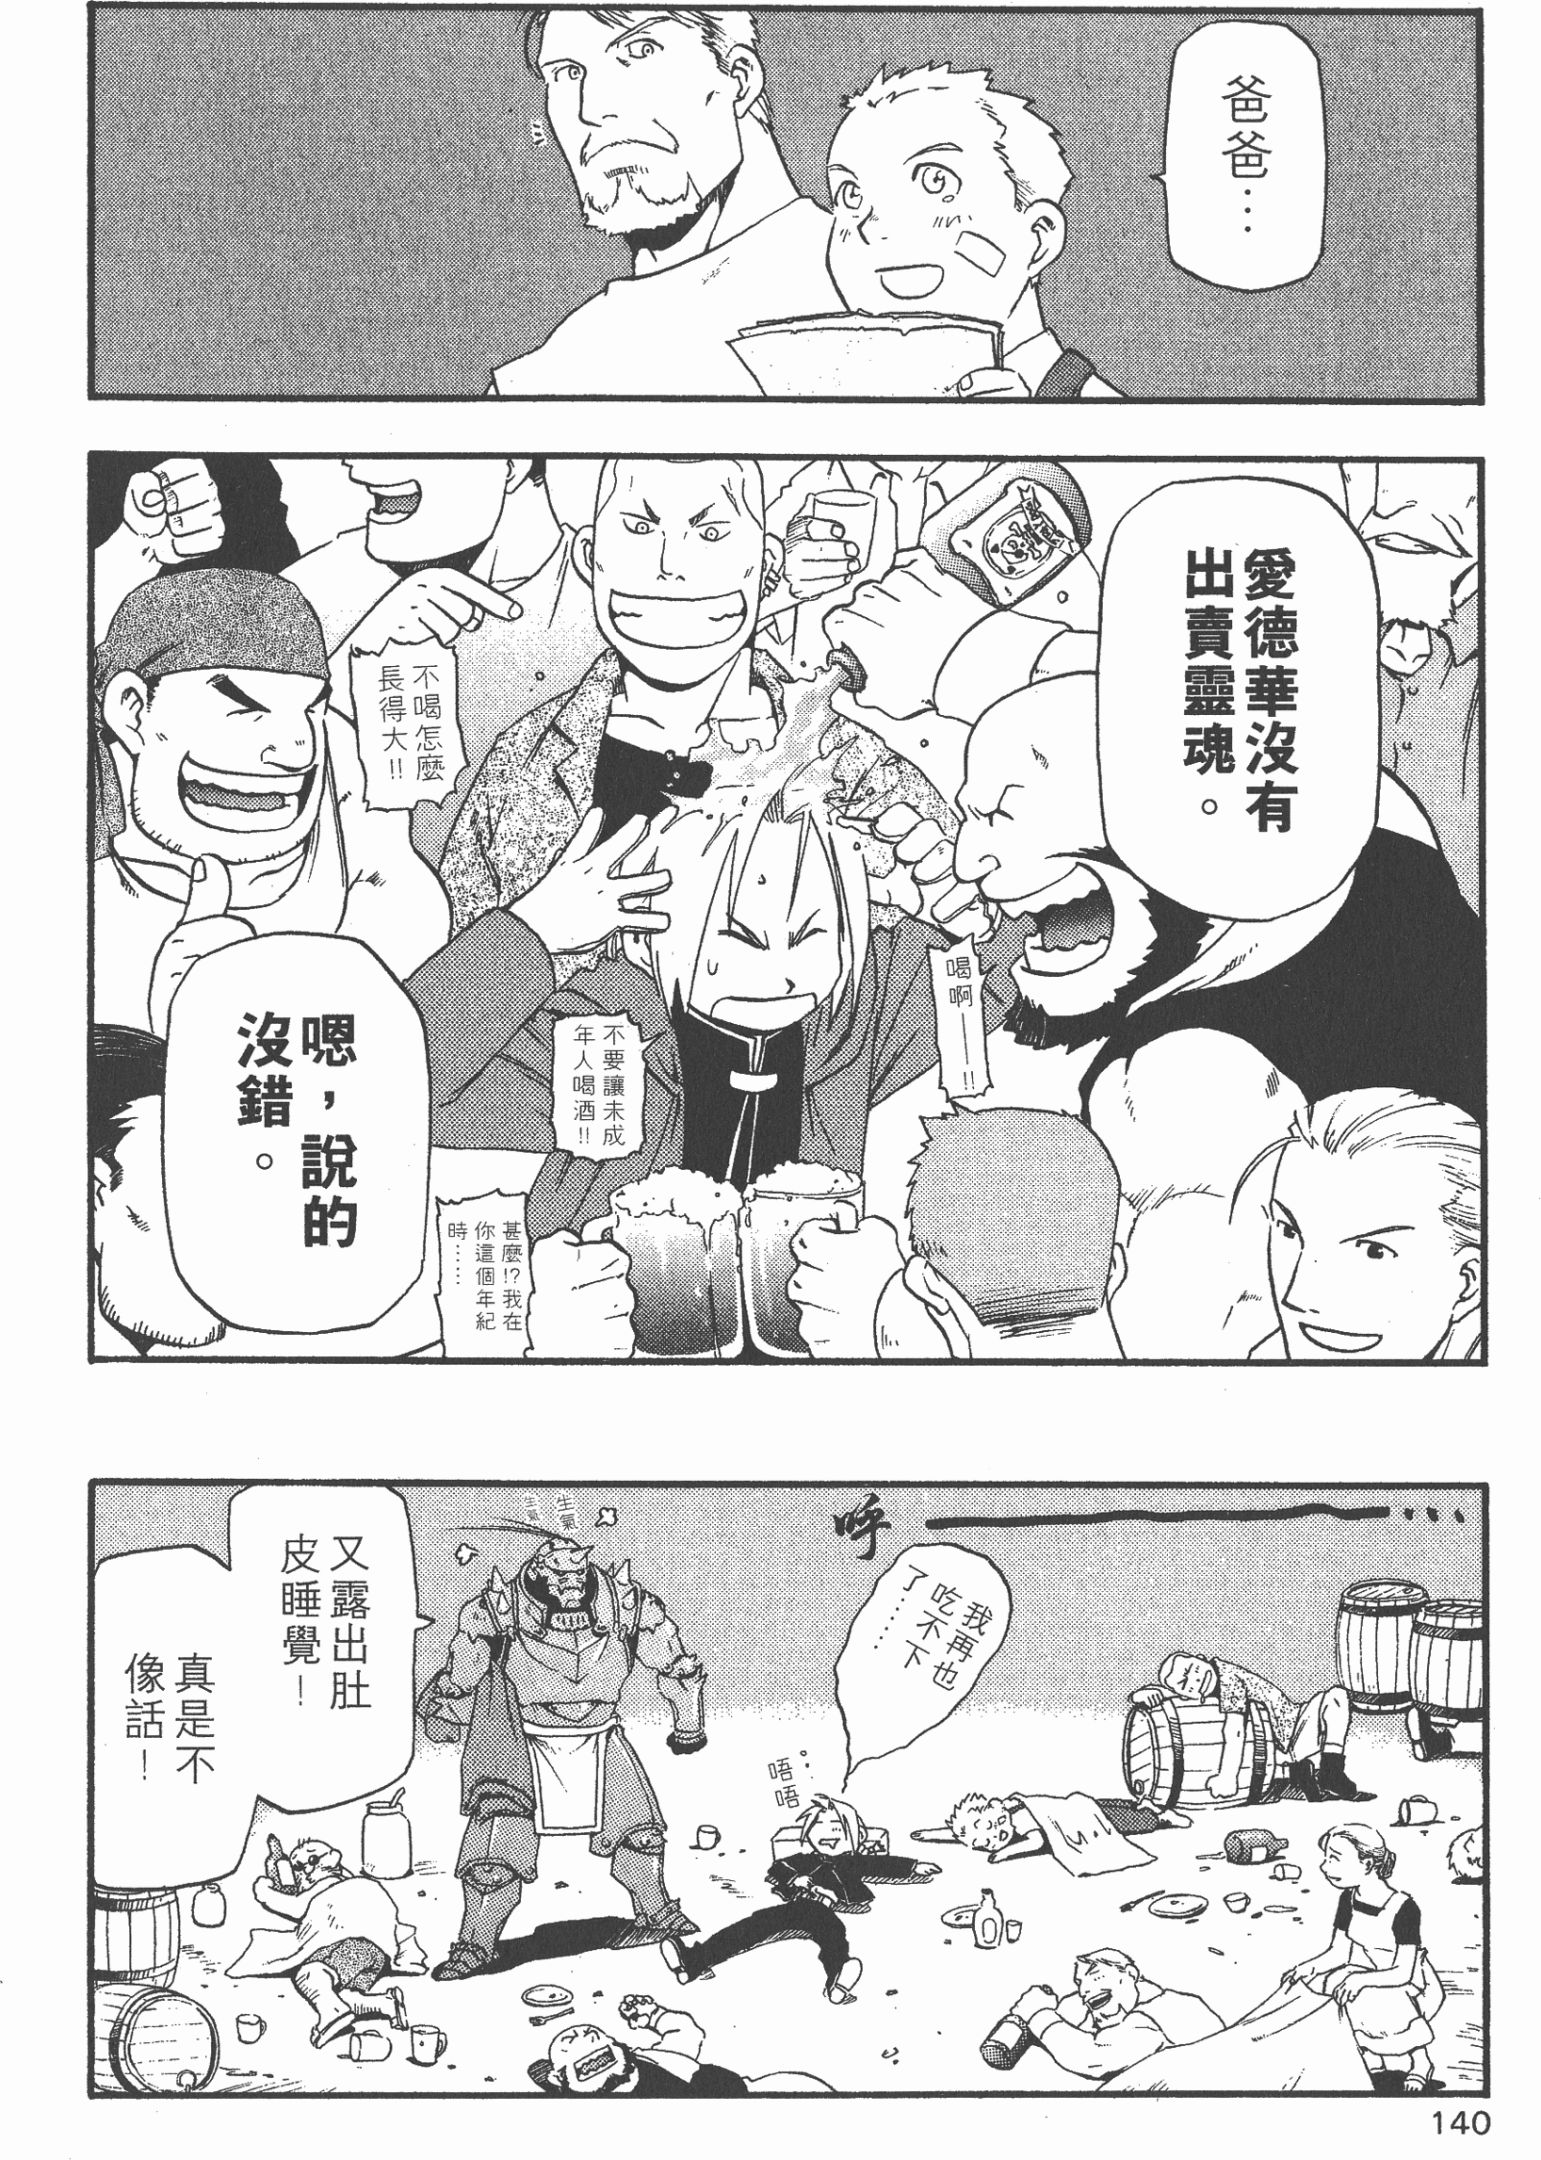 爸爸…
愛德華沒有
出賣靈魂。
不喝怎麼
長得大!!
喝啊——!!
不要讓未成
年人喝酒!!
甚麼!?我在
你這個年紀
時……
嗯，說的
沒錯。
呼——…
我再也
吃不下
了……
唔唔
生氣
生氣
又露出肚
皮睡覺！
真是不
像話！
140